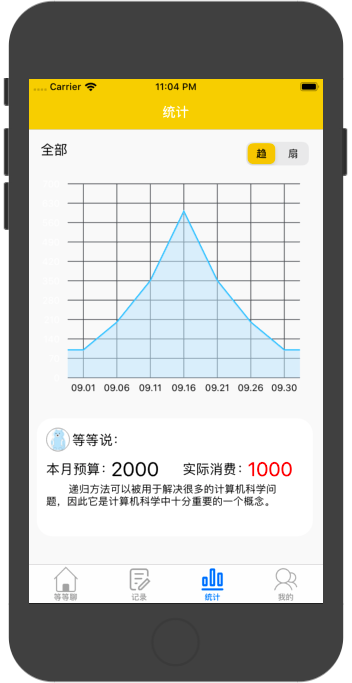 Carrier 11:04 PM
统计
全部
趋 扇
09.01 09.06 09.11 09.16 09.21 09.26 09.30
等等说：
本月预算：2000 实际消费：1000
递归方法可以被用于解决很多的计算机科学问
题，因此它是计算机科学中十分重要的一个概念。
等等聊 记录 统计 我的